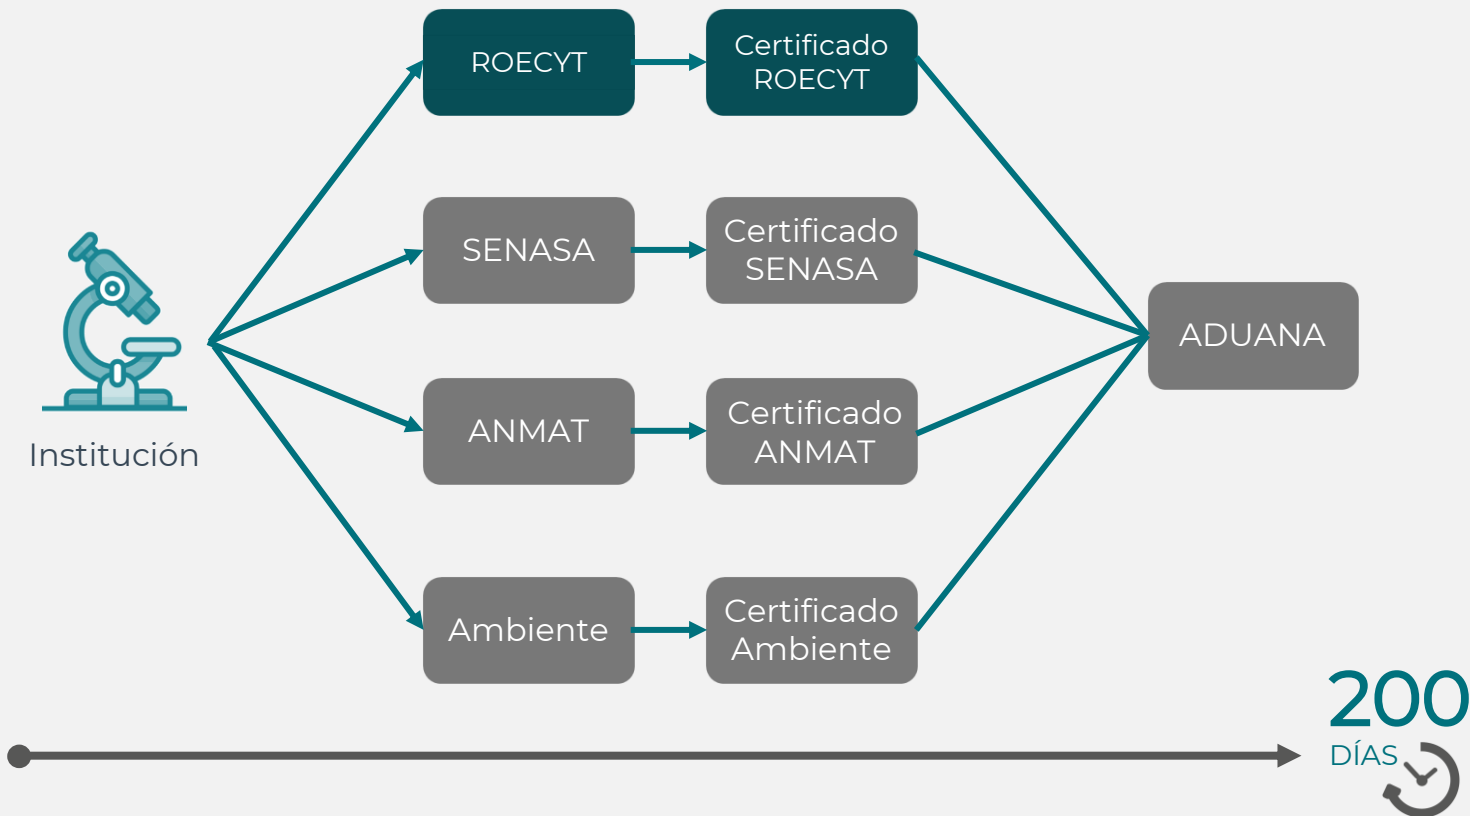 ROECYT
Certificado
ROECYT
SENASA
Certificado
SENASA
ADUANA
ANMAT
Certificado
ANMAT
Institución
Ambiente
Certificado
Ambiente
200
DÍAS